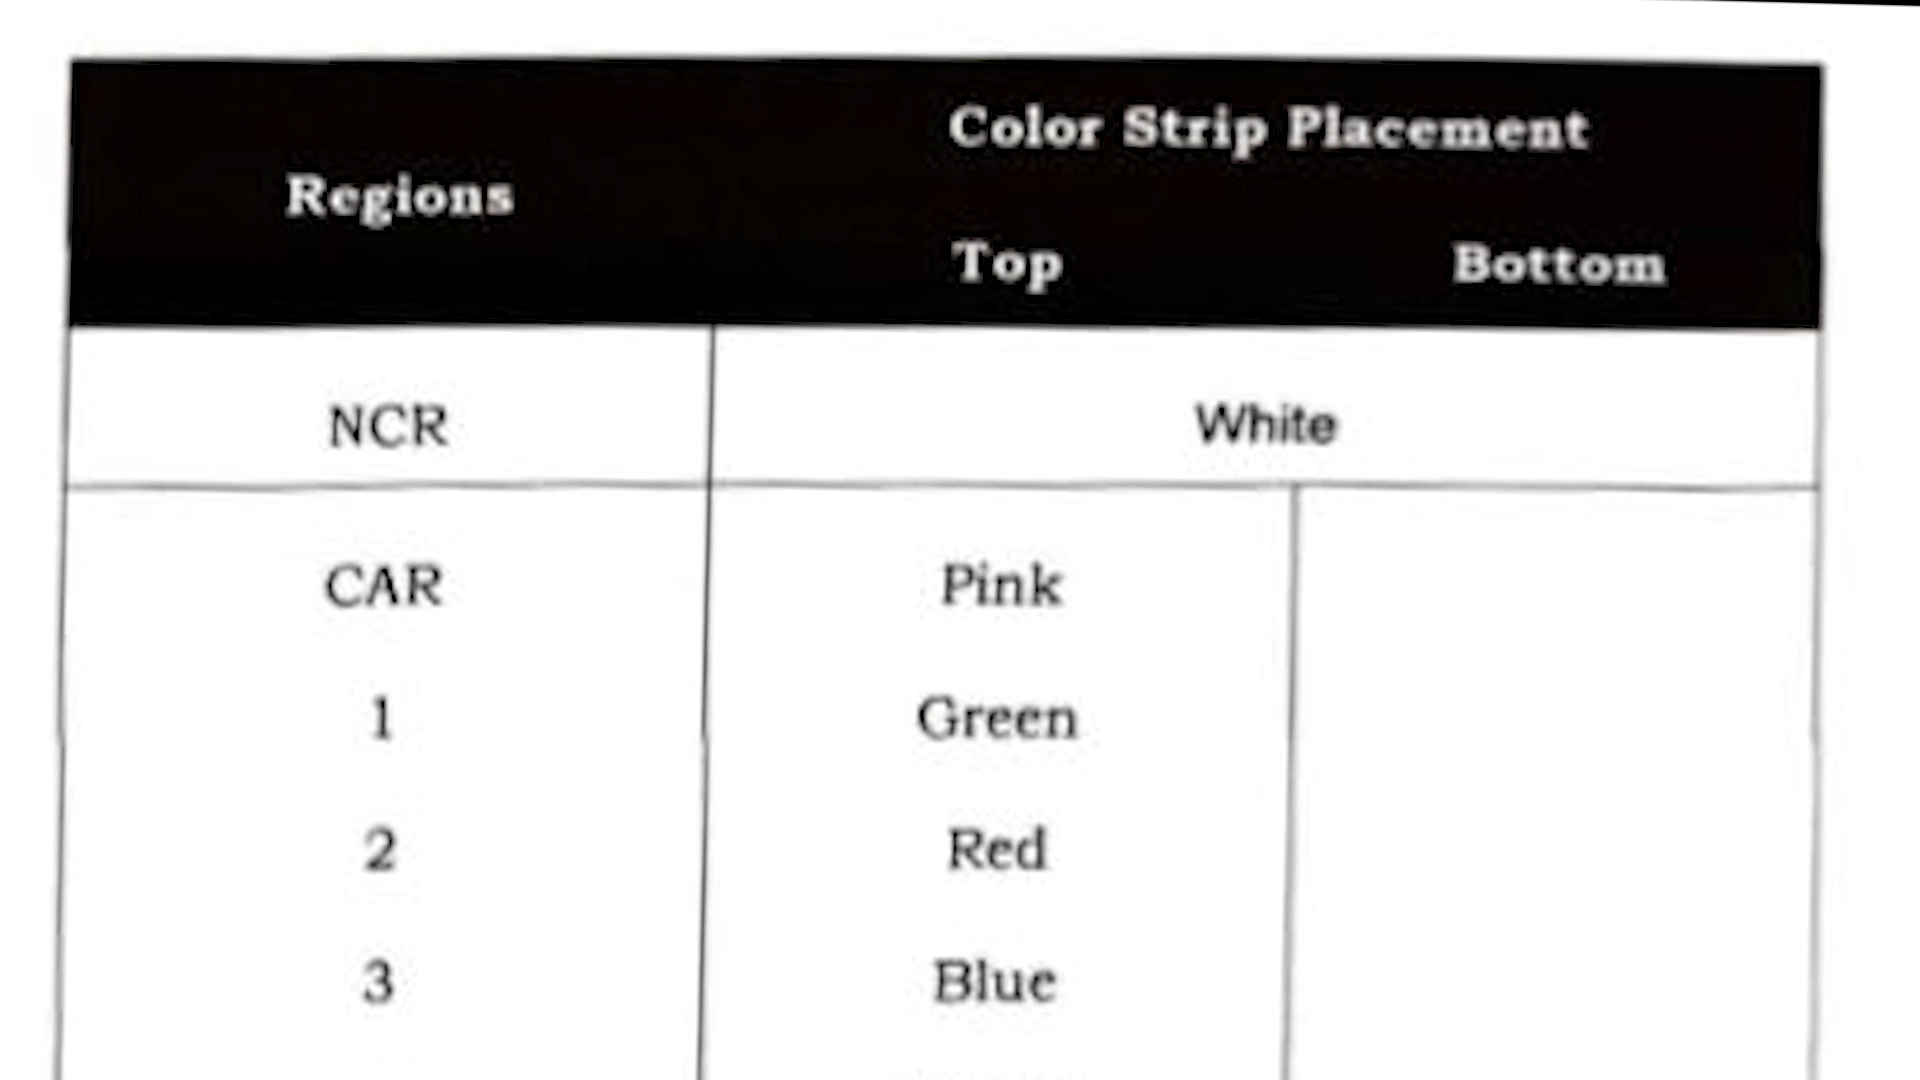 Regions
Color Strip Placement
Top Bottom
NCR White
CAR Pink
1 Green
2 Red
3 Blue